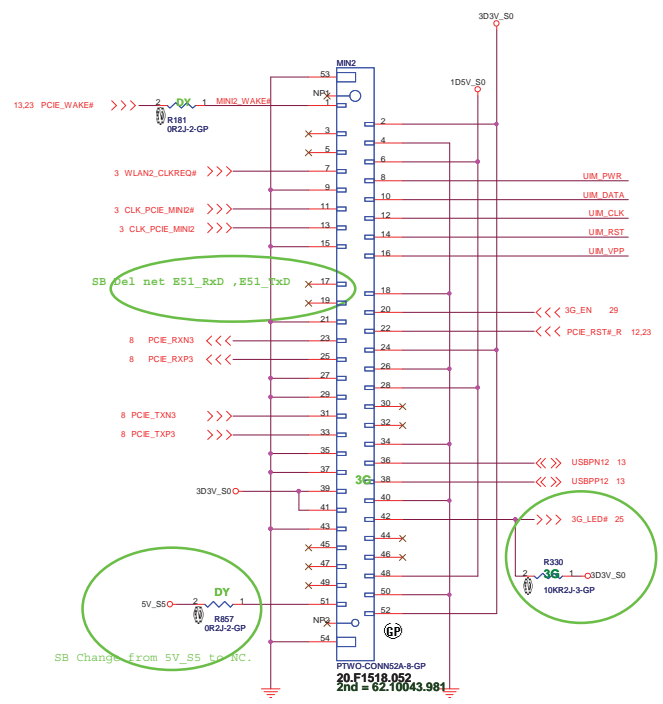 3D3V_S0
MIN2
1D5V_S0
53
NP1
13,23 PCIE_WAKE# 2 DY 1 MINI2_WAKE# 1
R181
0R2J-2-GP
2
3
4
5
6
3 WLAN2_CLKREQ# 7
8 UIM_PWR
9
10 UIM_DATA
3 CLK_PCIE_MINI2# 11
12 UIM_CLK
3 CLK_PCIE_MINI2 13
14 UIM_RST
15
16 UIM_VPP
SB Del net E51_RxD ,E51_TxD 17
18
19
20 3G_EN 29
21
22 PCIE_RST#_R 12,23
8 PCIE_RXN3 23
24
8 PCIE_RXP3 25
26
27
28
29
30
8 PCIE_TXN3 31
32
8 PCIE_TXP3 33
34
35
36 USBPN12 13
37
3G 38 USBPP12 13
3D3V_S0 39
40
41
42 3G_LED# 25
43
44
45
46
R330
47
48
2 3G 1 3D3V_S0
49
10KR2J-3-GP
50
DY
5V_S5 2 1 51
52
R857
0R2J-2-GP
NP2
GP
54
SB Change from 5V_S5 to NC.
PTWO-CONN52A-8-GP
20.F1518.052
2nd = 62.10043.981